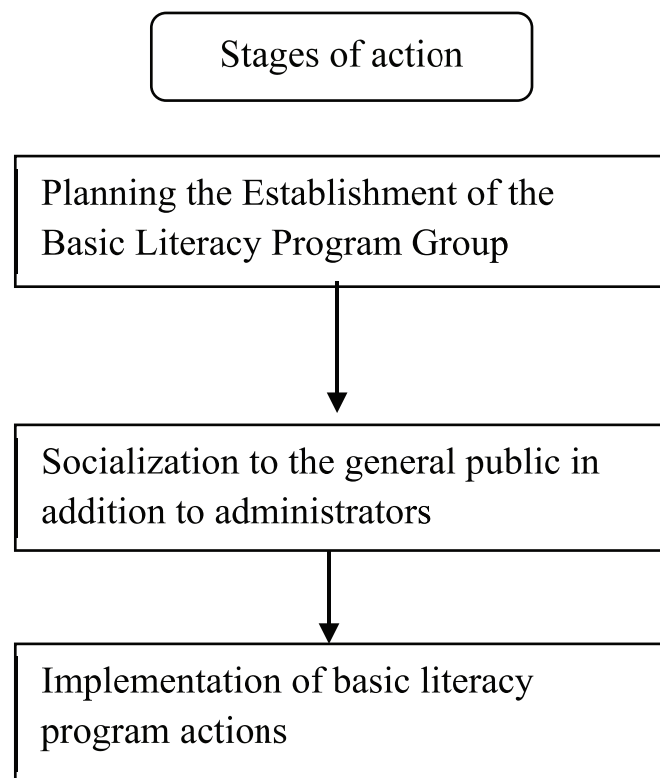 Stages of action
Planning the Establishment of the
Basic Literacy Program Group
Socialization to the general public in
addition to administrators
Implementation of basic literacy
program actions